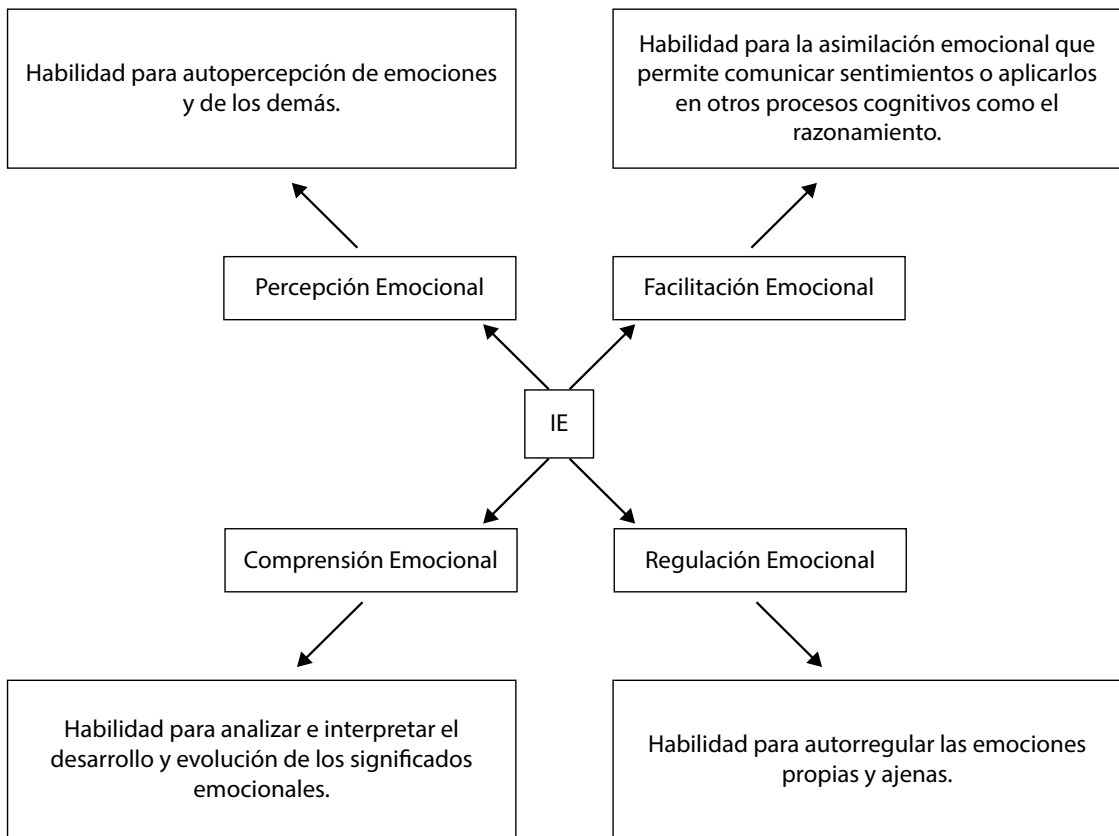 Habilidad para autopercepción de emociones
y de los demás.
Habilidad para la asimilación emocional que
permite comunicar sentimientos o aplicarlos
en otros procesos cognitivos como el
razonamiento.
Percepción Emocional
Facilitación Emocional
IE
Comprensión Emocional
Regulación Emocional
Habilidad para analizar e interpretar el
desarrollo y evolución de los significados
emocionales.
Habilidad para autorregular las emociones
propias y ajenas.